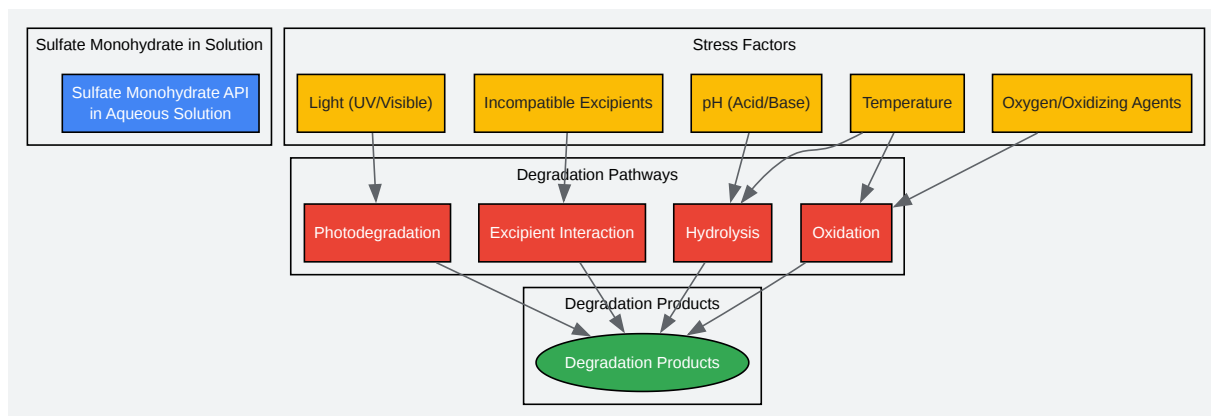 Sulfate Monohydrate in Solution
Sulfate Monohydrate API
in Aqueous Solution
Stress Factors
Light (UV/Visible)
Incompatible Excipients
pH (Acid/Base)
Temperature
Oxygen/Oxidizing Agents
Degradation Pathways
Photodegradation
Excipient Interaction
Hydrolysis
Oxidation
Degradation Products
Degradation Products